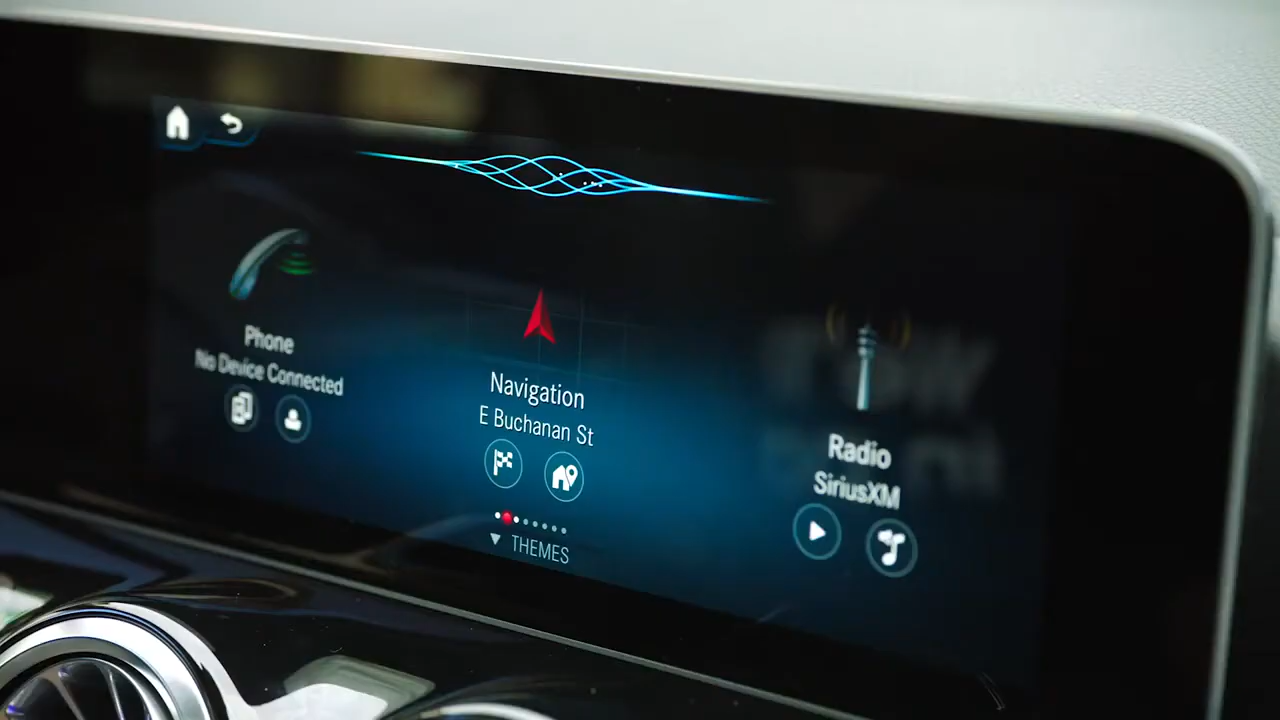 Phone
No Device Connected
Navigation
E Buchanan St
Radio
SiriusXM
THEMES